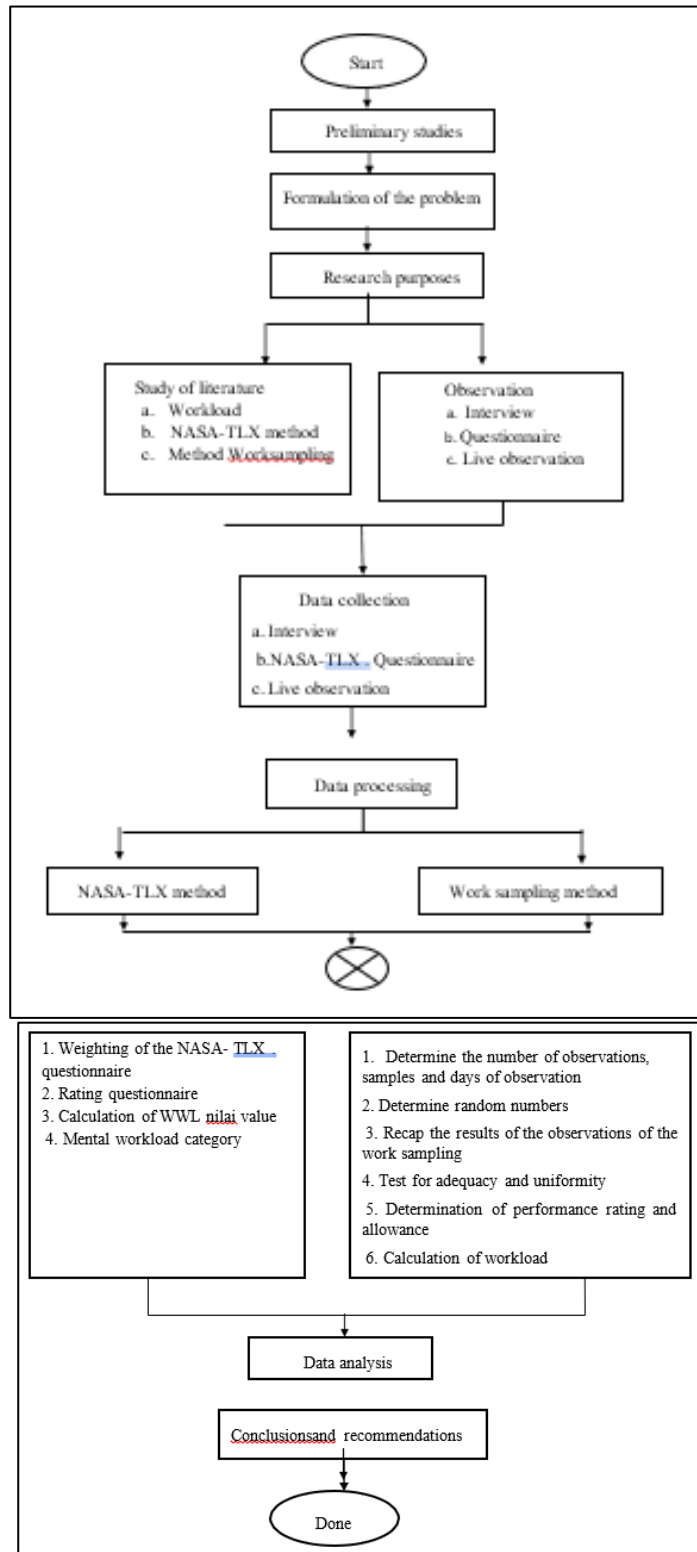 Start
Preliminary studies
Formulation of the problem
Research purposes
Study of literature
a. Workload
b. NASA-TLX method
c. Method Worksampling
Observation
a. Interview
b. Questionnaire
c. Live observation
Data collection
a. Interview
b.NASA-TLX - Questionnaire
c. Live observation
Data processing
NASA-TLX method
Work sampling method
1. Weighting of the NASA- TLX -
questionnaire
2. Rating questionnaire
3. Calculation of WWL nilai value
4. Mental workload category
1. Determine the number of observations,
samples and days of observation
2. Determine random numbers
3. Recap the results of the observations of the
work sampling
4. Test for adequacy and uniformity
5. Determination of performance rating and
allowance
6. Calculation of workload
Data analysis
Conclusionsand recommendations
Done